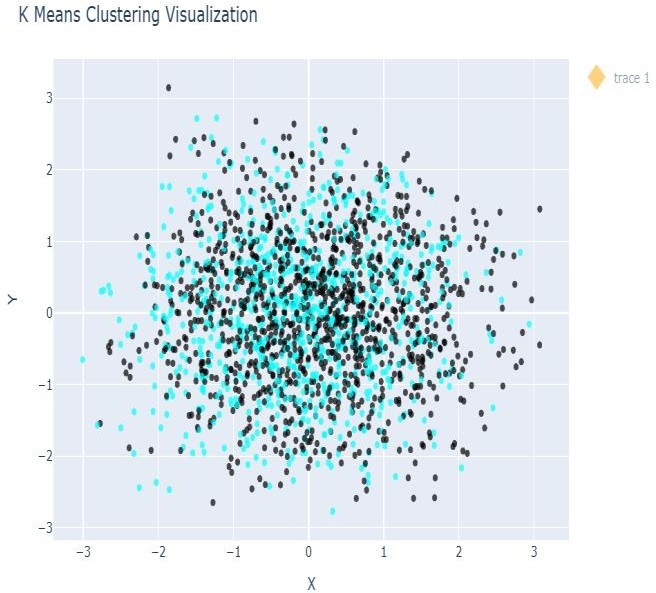 K Means Clustering Visualization
trace 1
3
2
1
0
−1
−2
−3
Y
−3 −2 −1 0 1 2 3
X